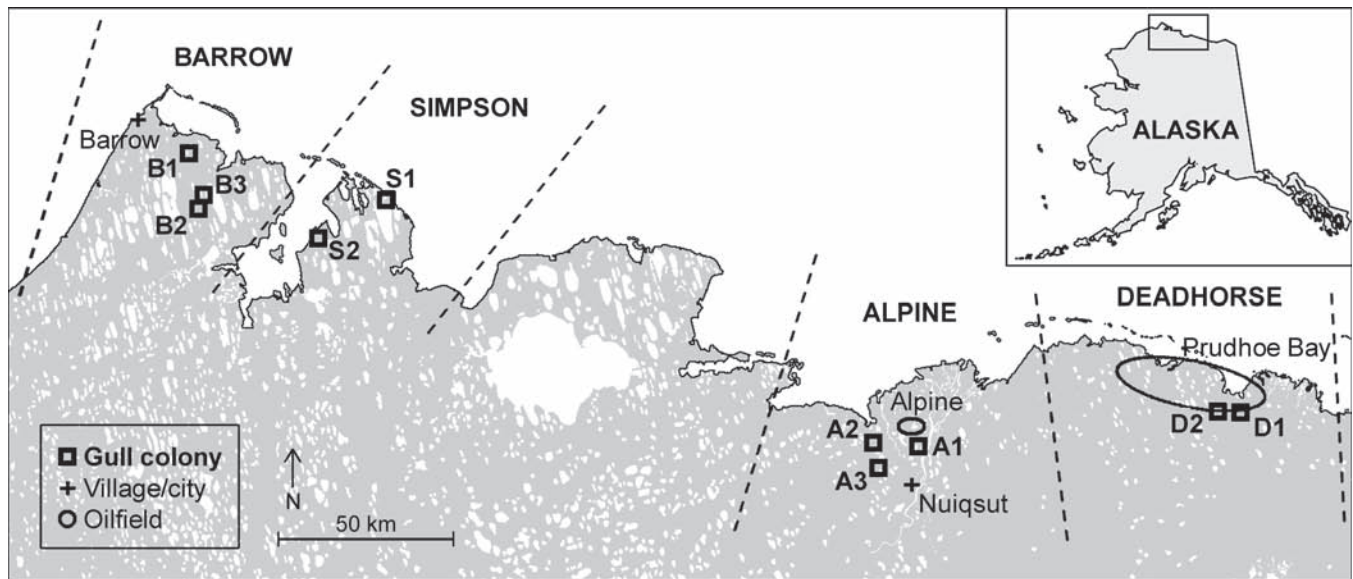 BARROW
SIMPSON
Barrow
B1
B3
B2
S1
S2
ALASKA
ALPINE
DEADHORSE
Prudhoe Bay
Alpine
A2
A1
A3
Nuiqsut
D2
D1
Gull colony
Village/city
Oilfield
N
50 km